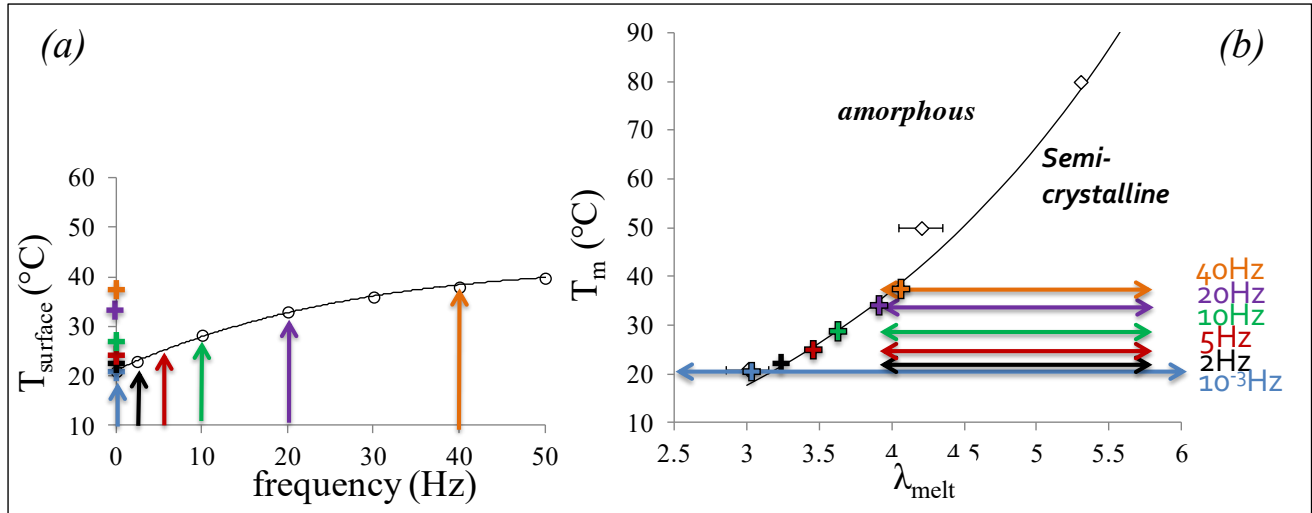 (a)
60
50
40
30
20
10
T_surface (°C)
0 10 20 30 40 50
frequency (Hz)
(b)
90
80
70
60
50
40
30
20
10
T_m (°C)
amorphous
Semi-
crystalline
40Hz
20Hz
10Hz
5Hz
2Hz
10⁻³Hz
2.5 3 3.5 4 4.5 5 5.5 6
λ_melt